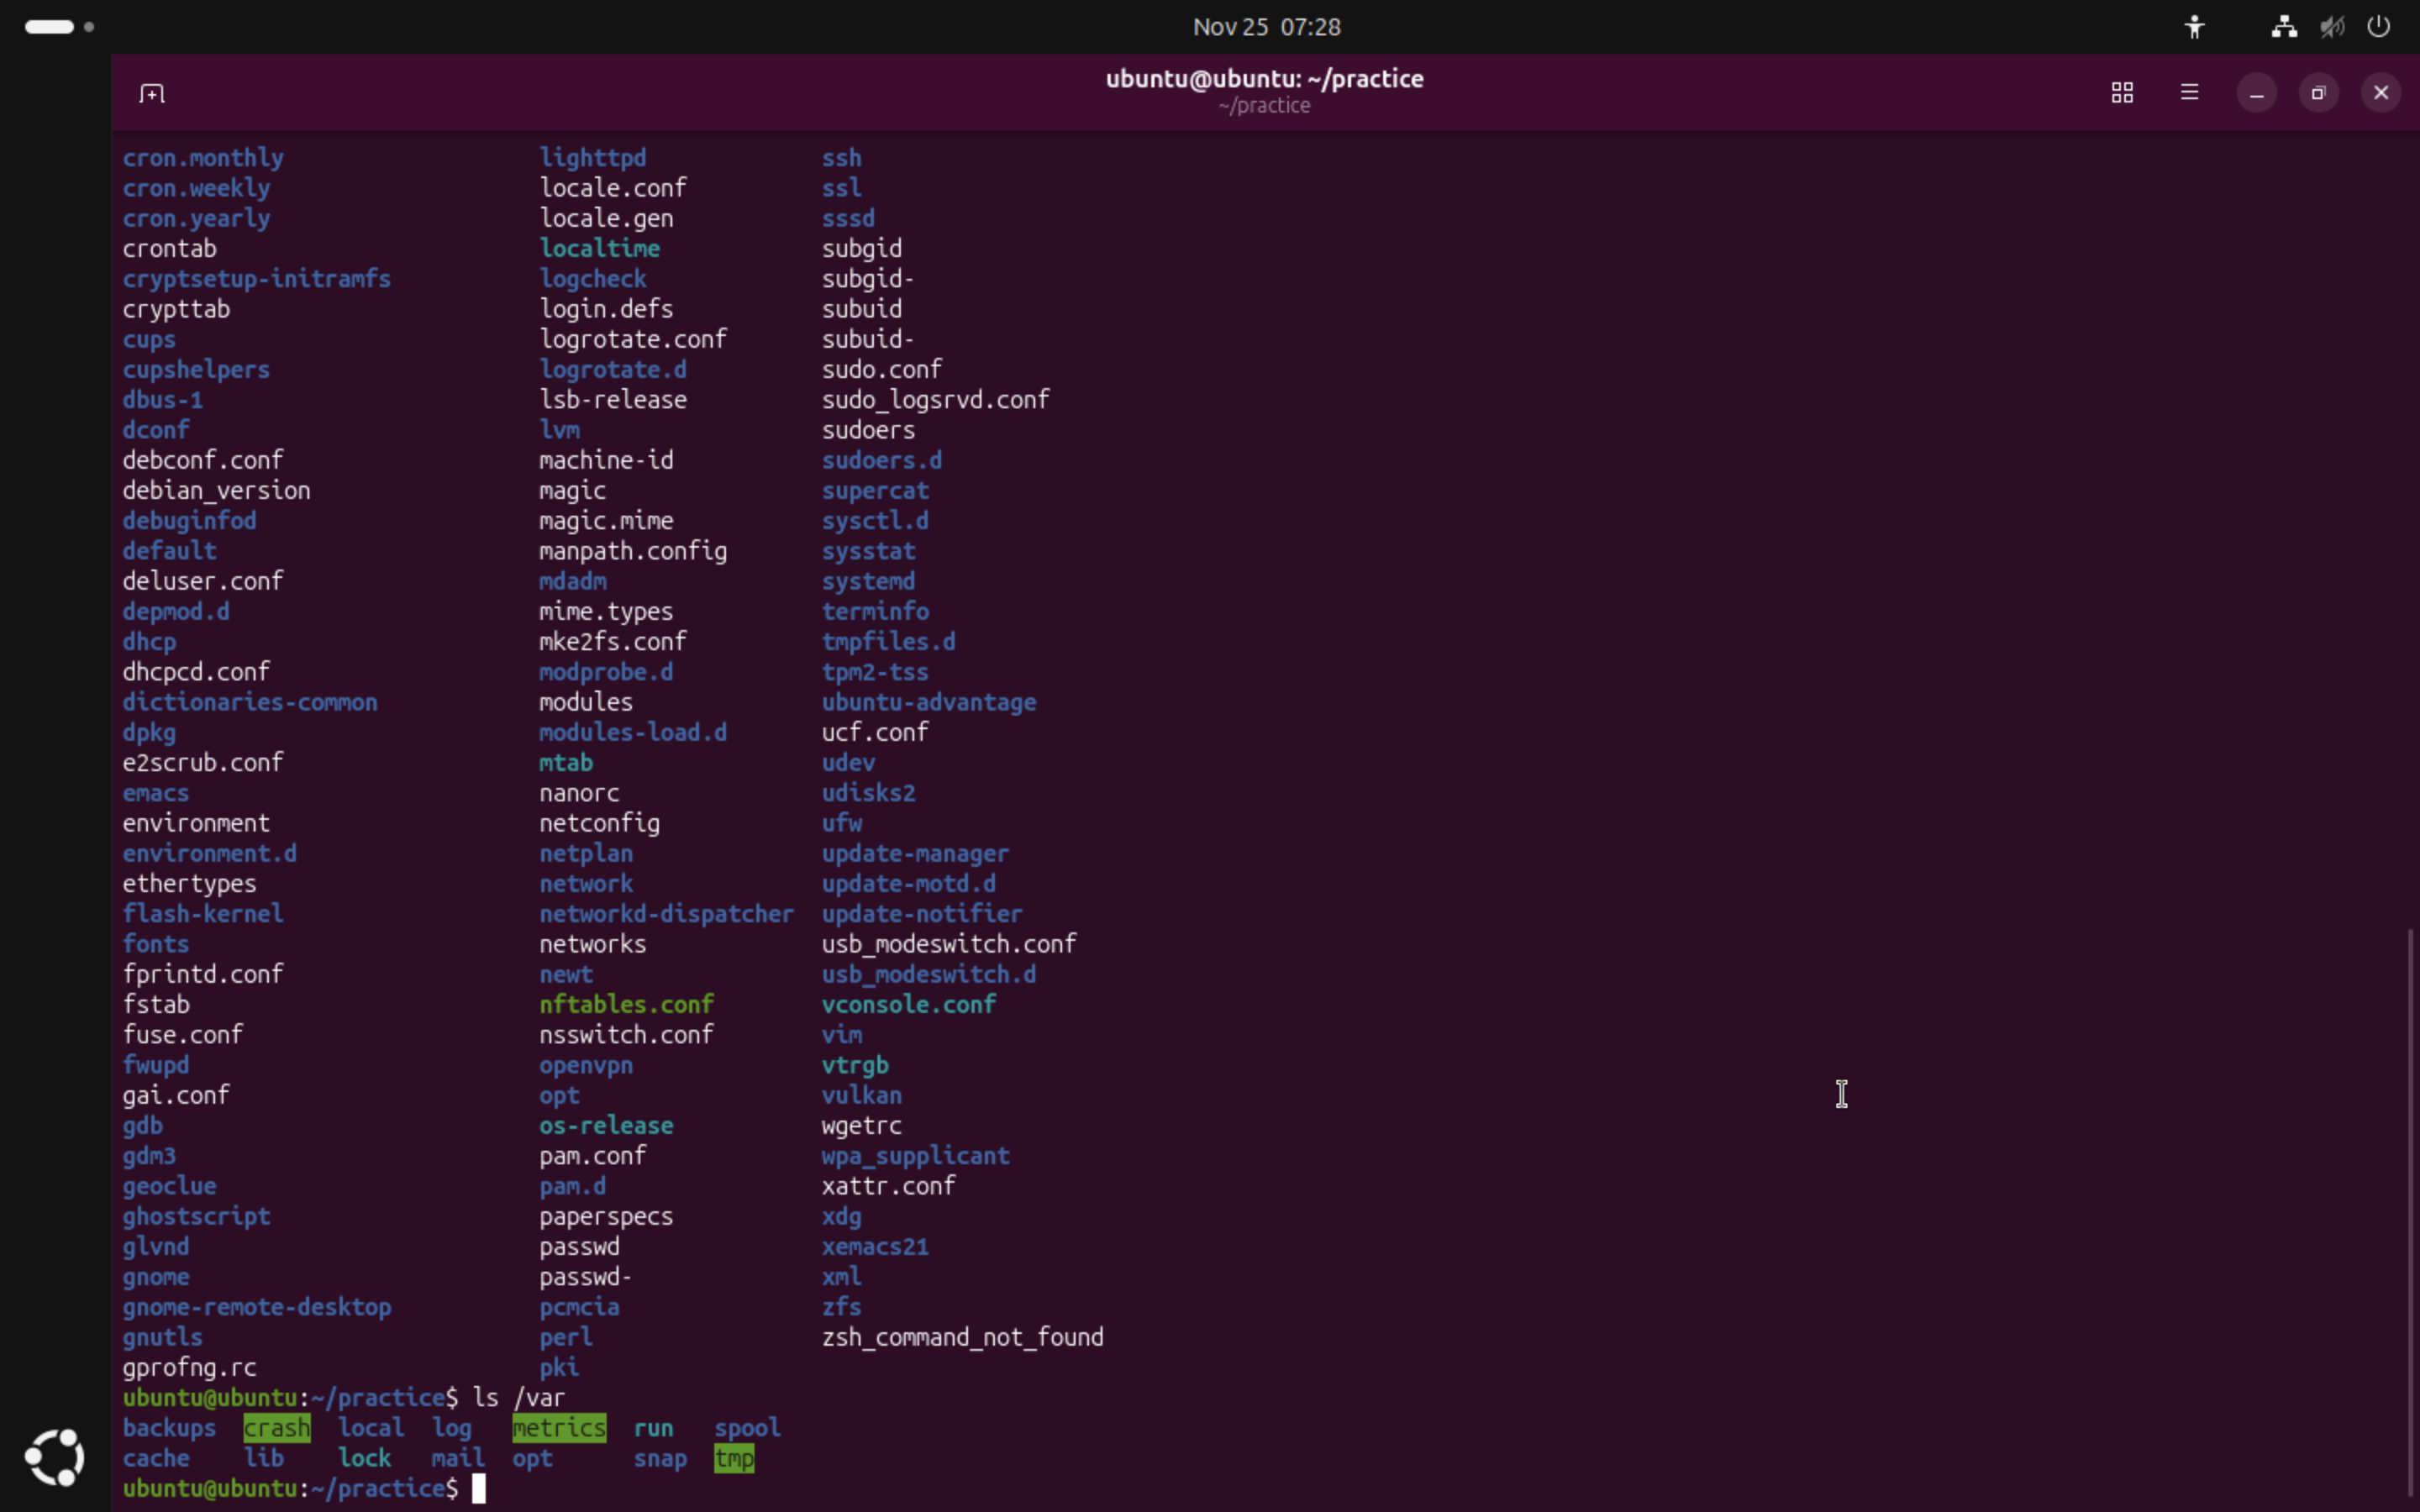 Nov 25 07:28
ubuntu@ubuntu: ~/practice
~/practice
cron.monthly lighttpd ssh
cron.weekly locale.conf ssl
cron.yearly locale.gen sssd
crontab localtime subgid
cryptsetup-initramfs logcheck subgid-
crypttab login.defs subuid
cups logrotate.conf subuid-
cupshelpers logrotate.d sudo.conf
dbus-1 lsb-release sudo_logsrvd.conf
dconf lvm sudoers
debconf.conf machine-id sudoers.d
debian_version magic supercat
debuginfod magic.mime sysctl.d
default manpath.config sysstat
deluser.conf mdadm systemd
depmod.d mime.types terminfo
dhcp mke2fs.conf tmpfiles.d
dhcpcd.conf modprobe.d tpm2-tss
dictionaries-common modules ubuntu-advantage
dpkg modules-load.d ucf.conf
e2scrub.conf mtab udev
emacs nanorc udisks2
environment netconfig ufw
environment.d netplan update-manager
ethertypes network update-motd.d
flash-kernel networkd-dispatcher update-notifier
fonts networks usb_modeswitch.conf
fprintd.conf newt usb_modeswitch.d
fstab nftables.conf vconsole.conf
fuse.conf nsswitch.conf vim
fwupd openvpn vtrgb
gai.conf opt vulkan
gdb os-release wgetrc
gdm3 pam.conf wpa_supplicant
geoclue pam.d xattr.conf
ghostscript paperspecs xdg
glvnd passwd xemacs21
gnome passwd- xml
gnome-remote-desktop pcmcia zfs
gnutls perl zsh_command_not_found
gprofng.rc pki
ubuntu@ubuntu:~/practice$ ls /var
backups crash local log metrics run spool
cache lib lock mail opt snap tmp
ubuntu@ubuntu:~/practice$